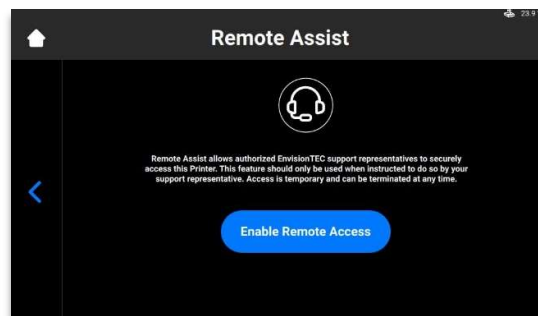 23.9
Remote Assist
Remote Assist allows authorized EnvisionTEC support representatives to securely
access this Printer. This feature should only be used when instructed to do so by your
support representative. Access is temporary and can be terminated at any time.
Enable Remote Access